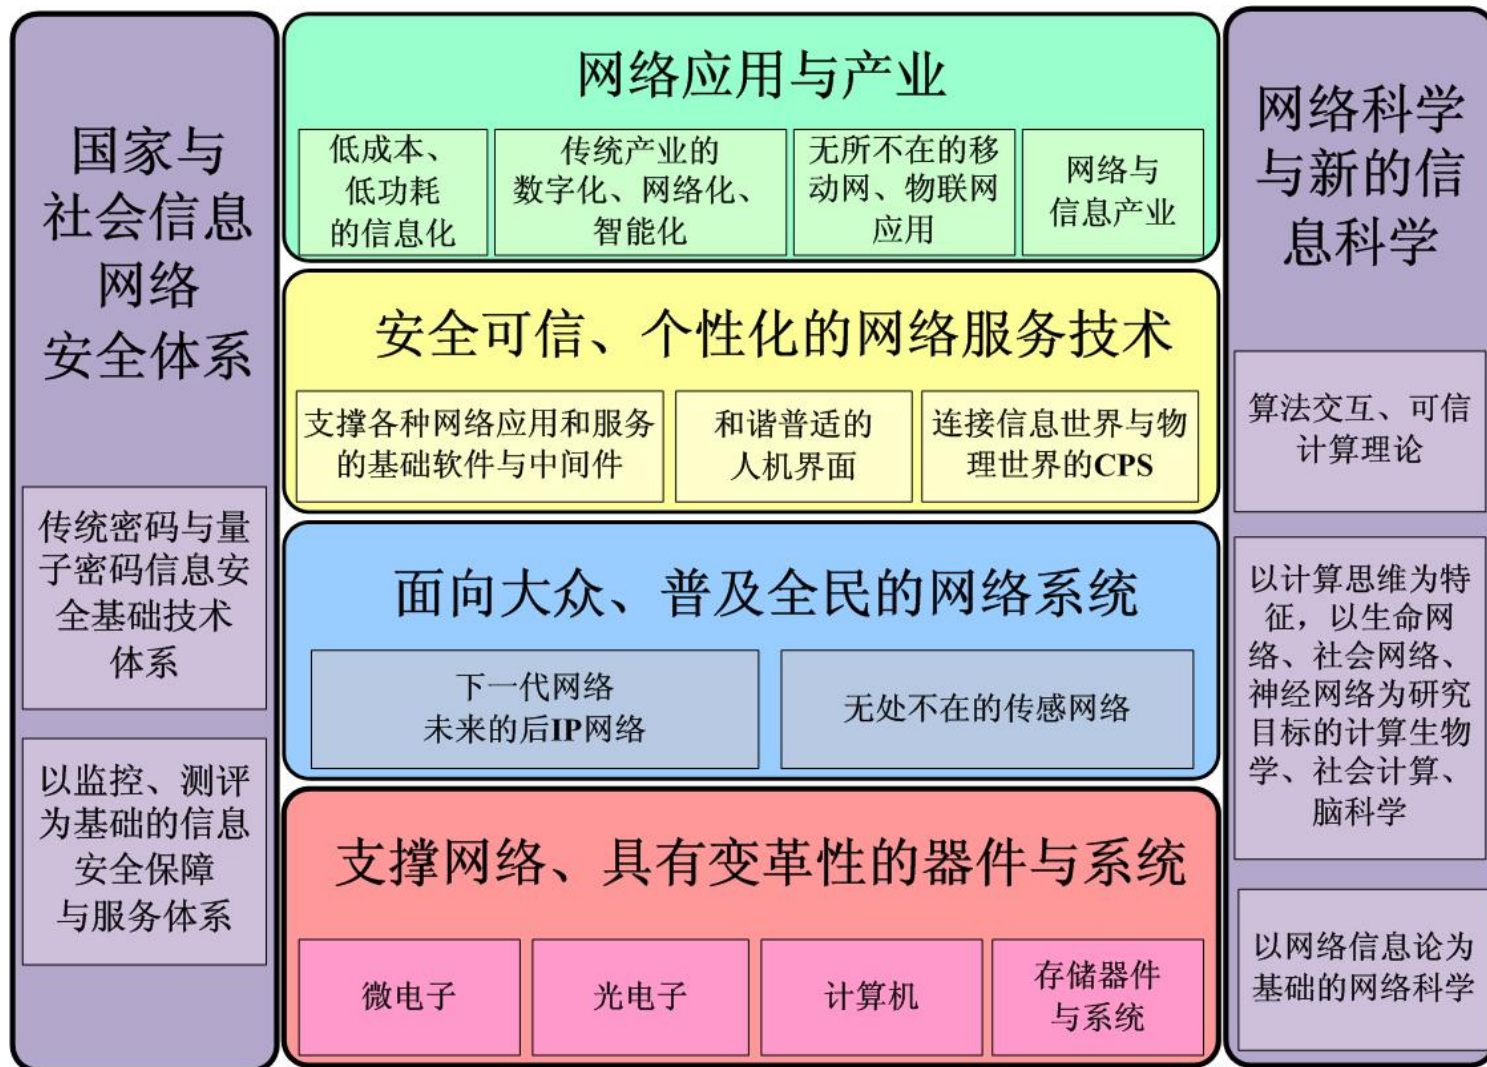 国家与
社会信息
网络
安全体系
传统密码与量
子密码信息安
全基础技术
体系
以监控、测评
为基础的信息
安全保障
与服务体系
网络应用与产业
低成本、
低功耗
的信息化
传统产业的
数字化、网络化、
智能化
无所不在的移
动网、物联网
应用
网络与
信息产业
安全可信、个性化的网络服务技术
支撑各种网络应用和服务
的基础软件与中间件
和谐普适的
人机界面
连接信息世界与物
理世界的CPS
面向大众、普及全民的网络系统
下一代网络
未来的后IP网络
无处不在的传感网络
支撑网络、具有变革性的器件与系统
微电子
光电子
计算机
存储器件
与系统
网络科学
与新的信
息科学
算法交互、可信
计算理论
以计算思维为特
征，以生命网
络、社会网络、
神经网络为研究
目标的计算生物
学、社会计算、
脑科学
以网络信息论为
基础的网络科学